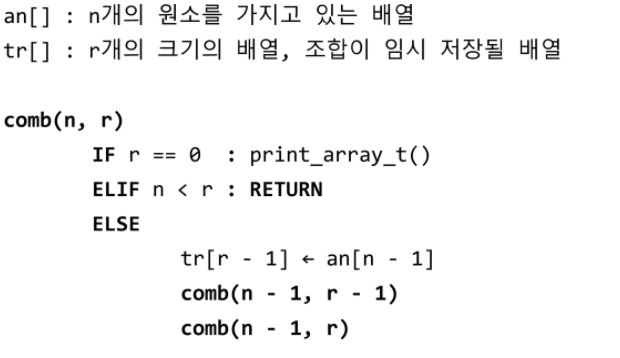 an[] : n개의 원소를 가지고 있는 배열
tr[] : r개의 크기의 배열, 조합이 임시 저장될 배열
comb(n, r)
IF r == 0 : print_array_t()
ELIF n < r : RETURN
ELSE
tr[r - 1] ← an[n - 1]
comb(n - 1, r - 1)
comb(n - 1, r)